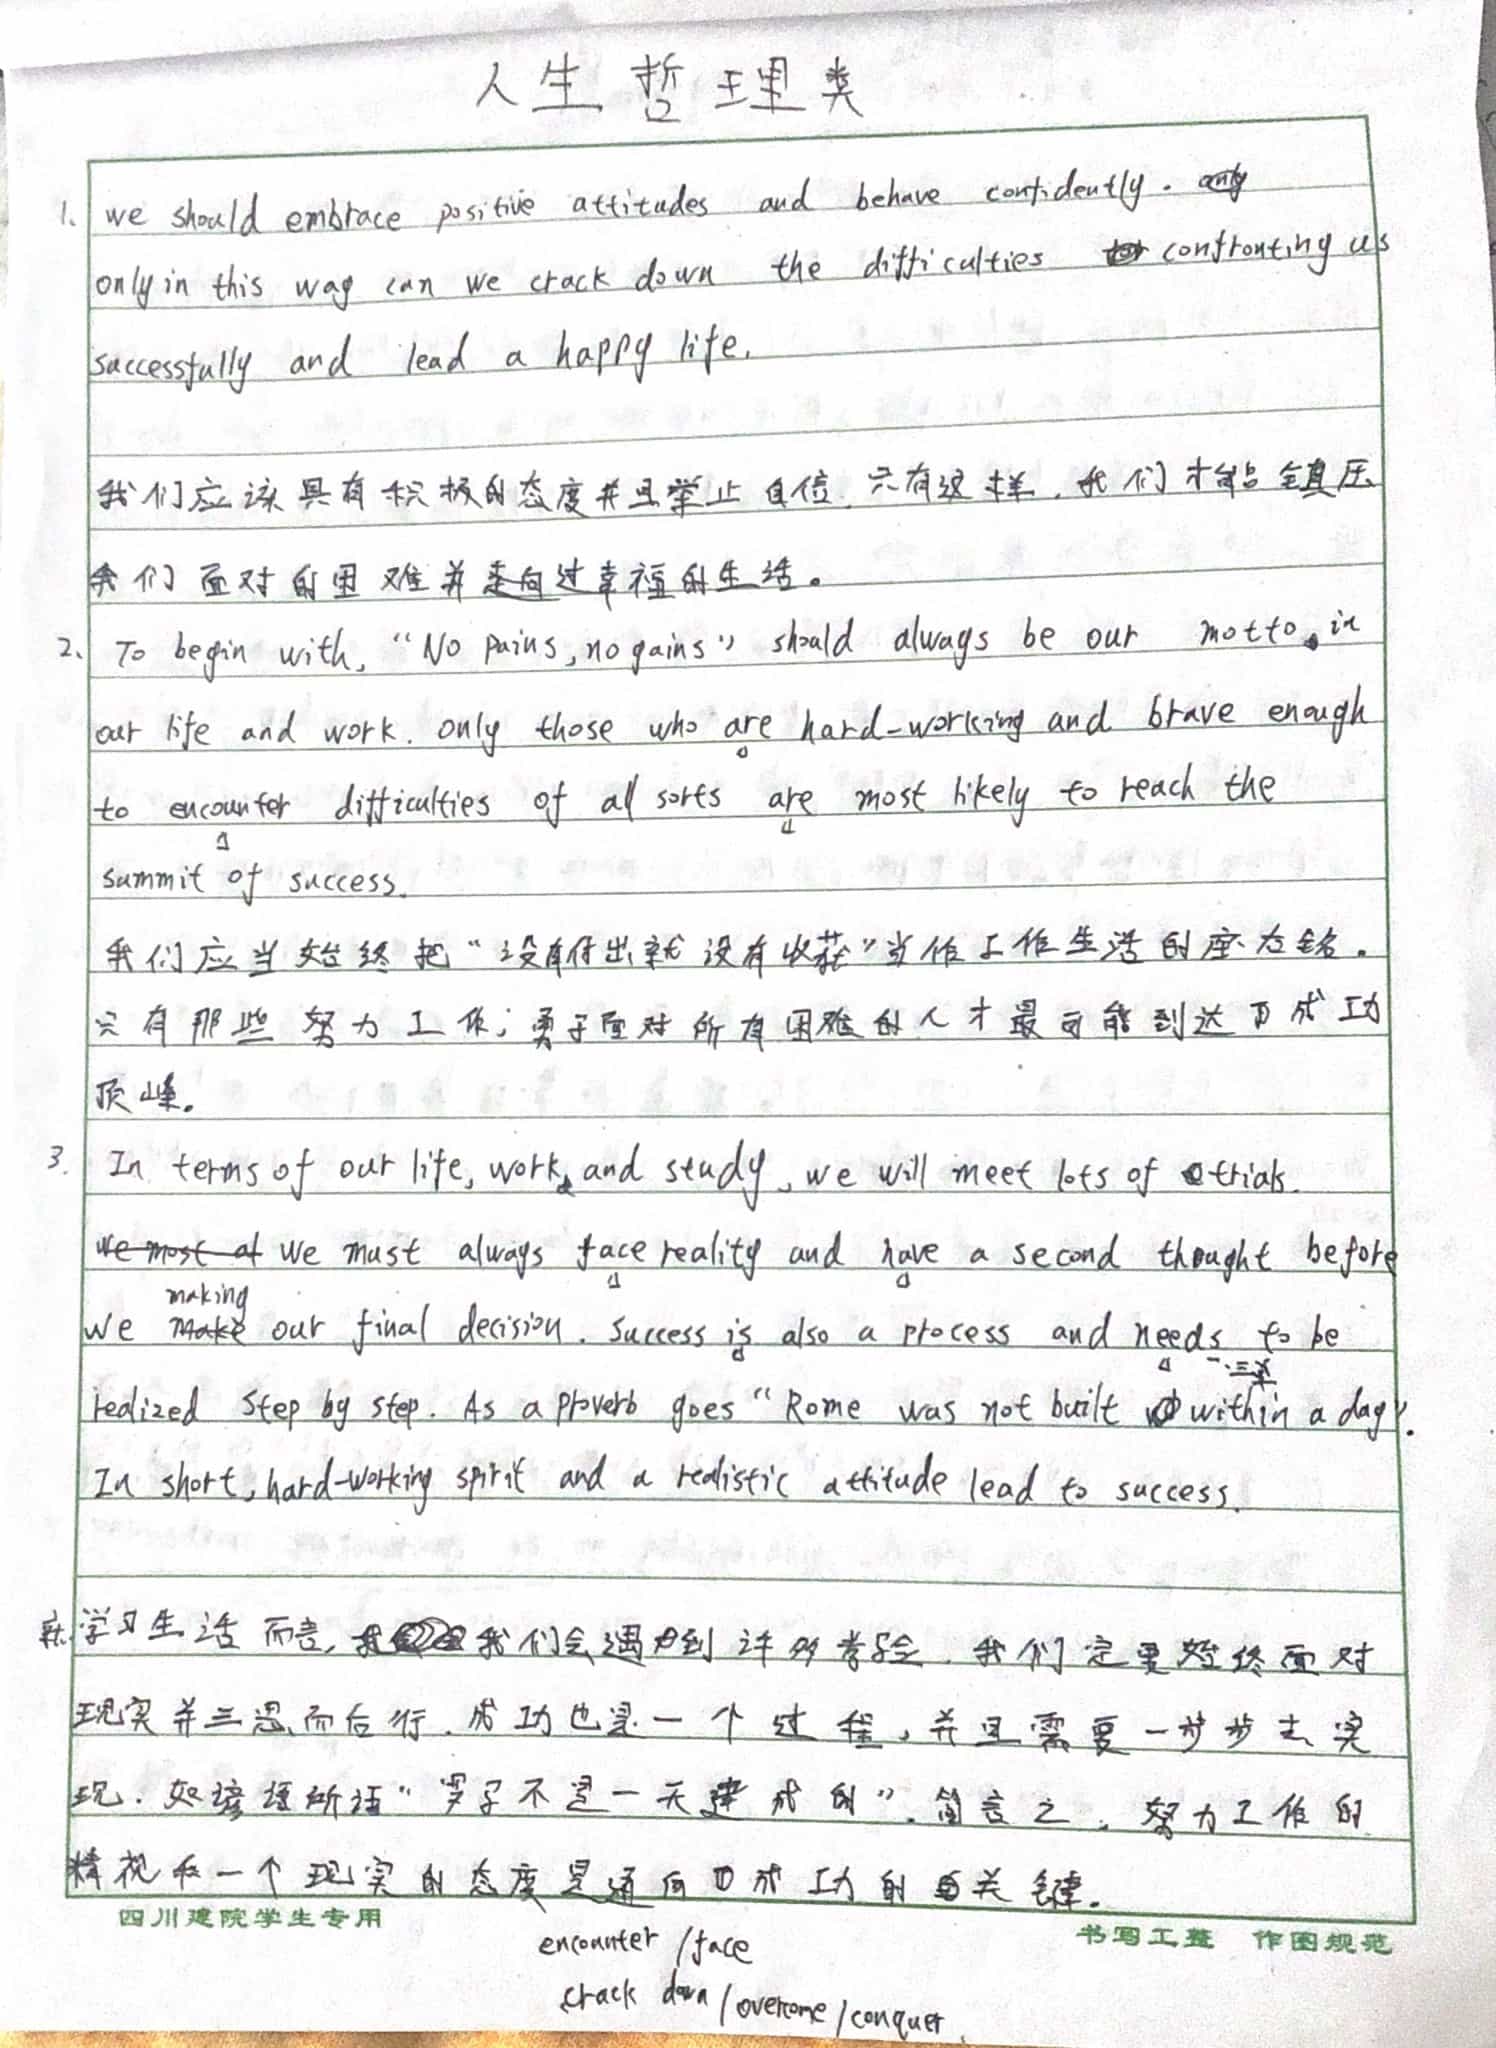 人生哲理类
1. we should embrace positive attitudes and behave confidently.
only in this way can we crack down the difficulties confronting us
successfully and lead a happy life.
我们应该具有积极的态度并且举止自信.只有这样,我们才能镇压
我们面对的困难并走向过幸福的生活。
2. To begin with, “No pains, no gains” should always be our motto in
our life and work. only those who are hard-working and brave enough
to encounter difficulties of all sorts are most likely to reach the
summit of success.
我们应当始终把“没有付出就没有收获”当作工作生活的座右铭.
只有那些努力工作,勇于面对所有困难的人才最可能到达成功
顶峰.
3. In terms of our life, work, and study, we will meet lots of trials.
we must always face reality and have a second thought before
making
we make our final decision. Success is also a process and needs to be
一.三单
realized step by step. As a proverb goes “Rome was not built within a day”.
In short, hard-working spirit and a realistic attitude lead to success.
就学习生活而言,我们会遇到许多考验.我们定要始终面对
现实并三思而后行.成功也是一个过程,并且需要一步步去实
现.如谚语所语“罗马不是一天建成的”.简言之,努力工作的
精神和一个现实的态度是通向成功的关键.
四川建院学生专用
书写工整 作图规范
encounter /face
crack down /overcome /conquer